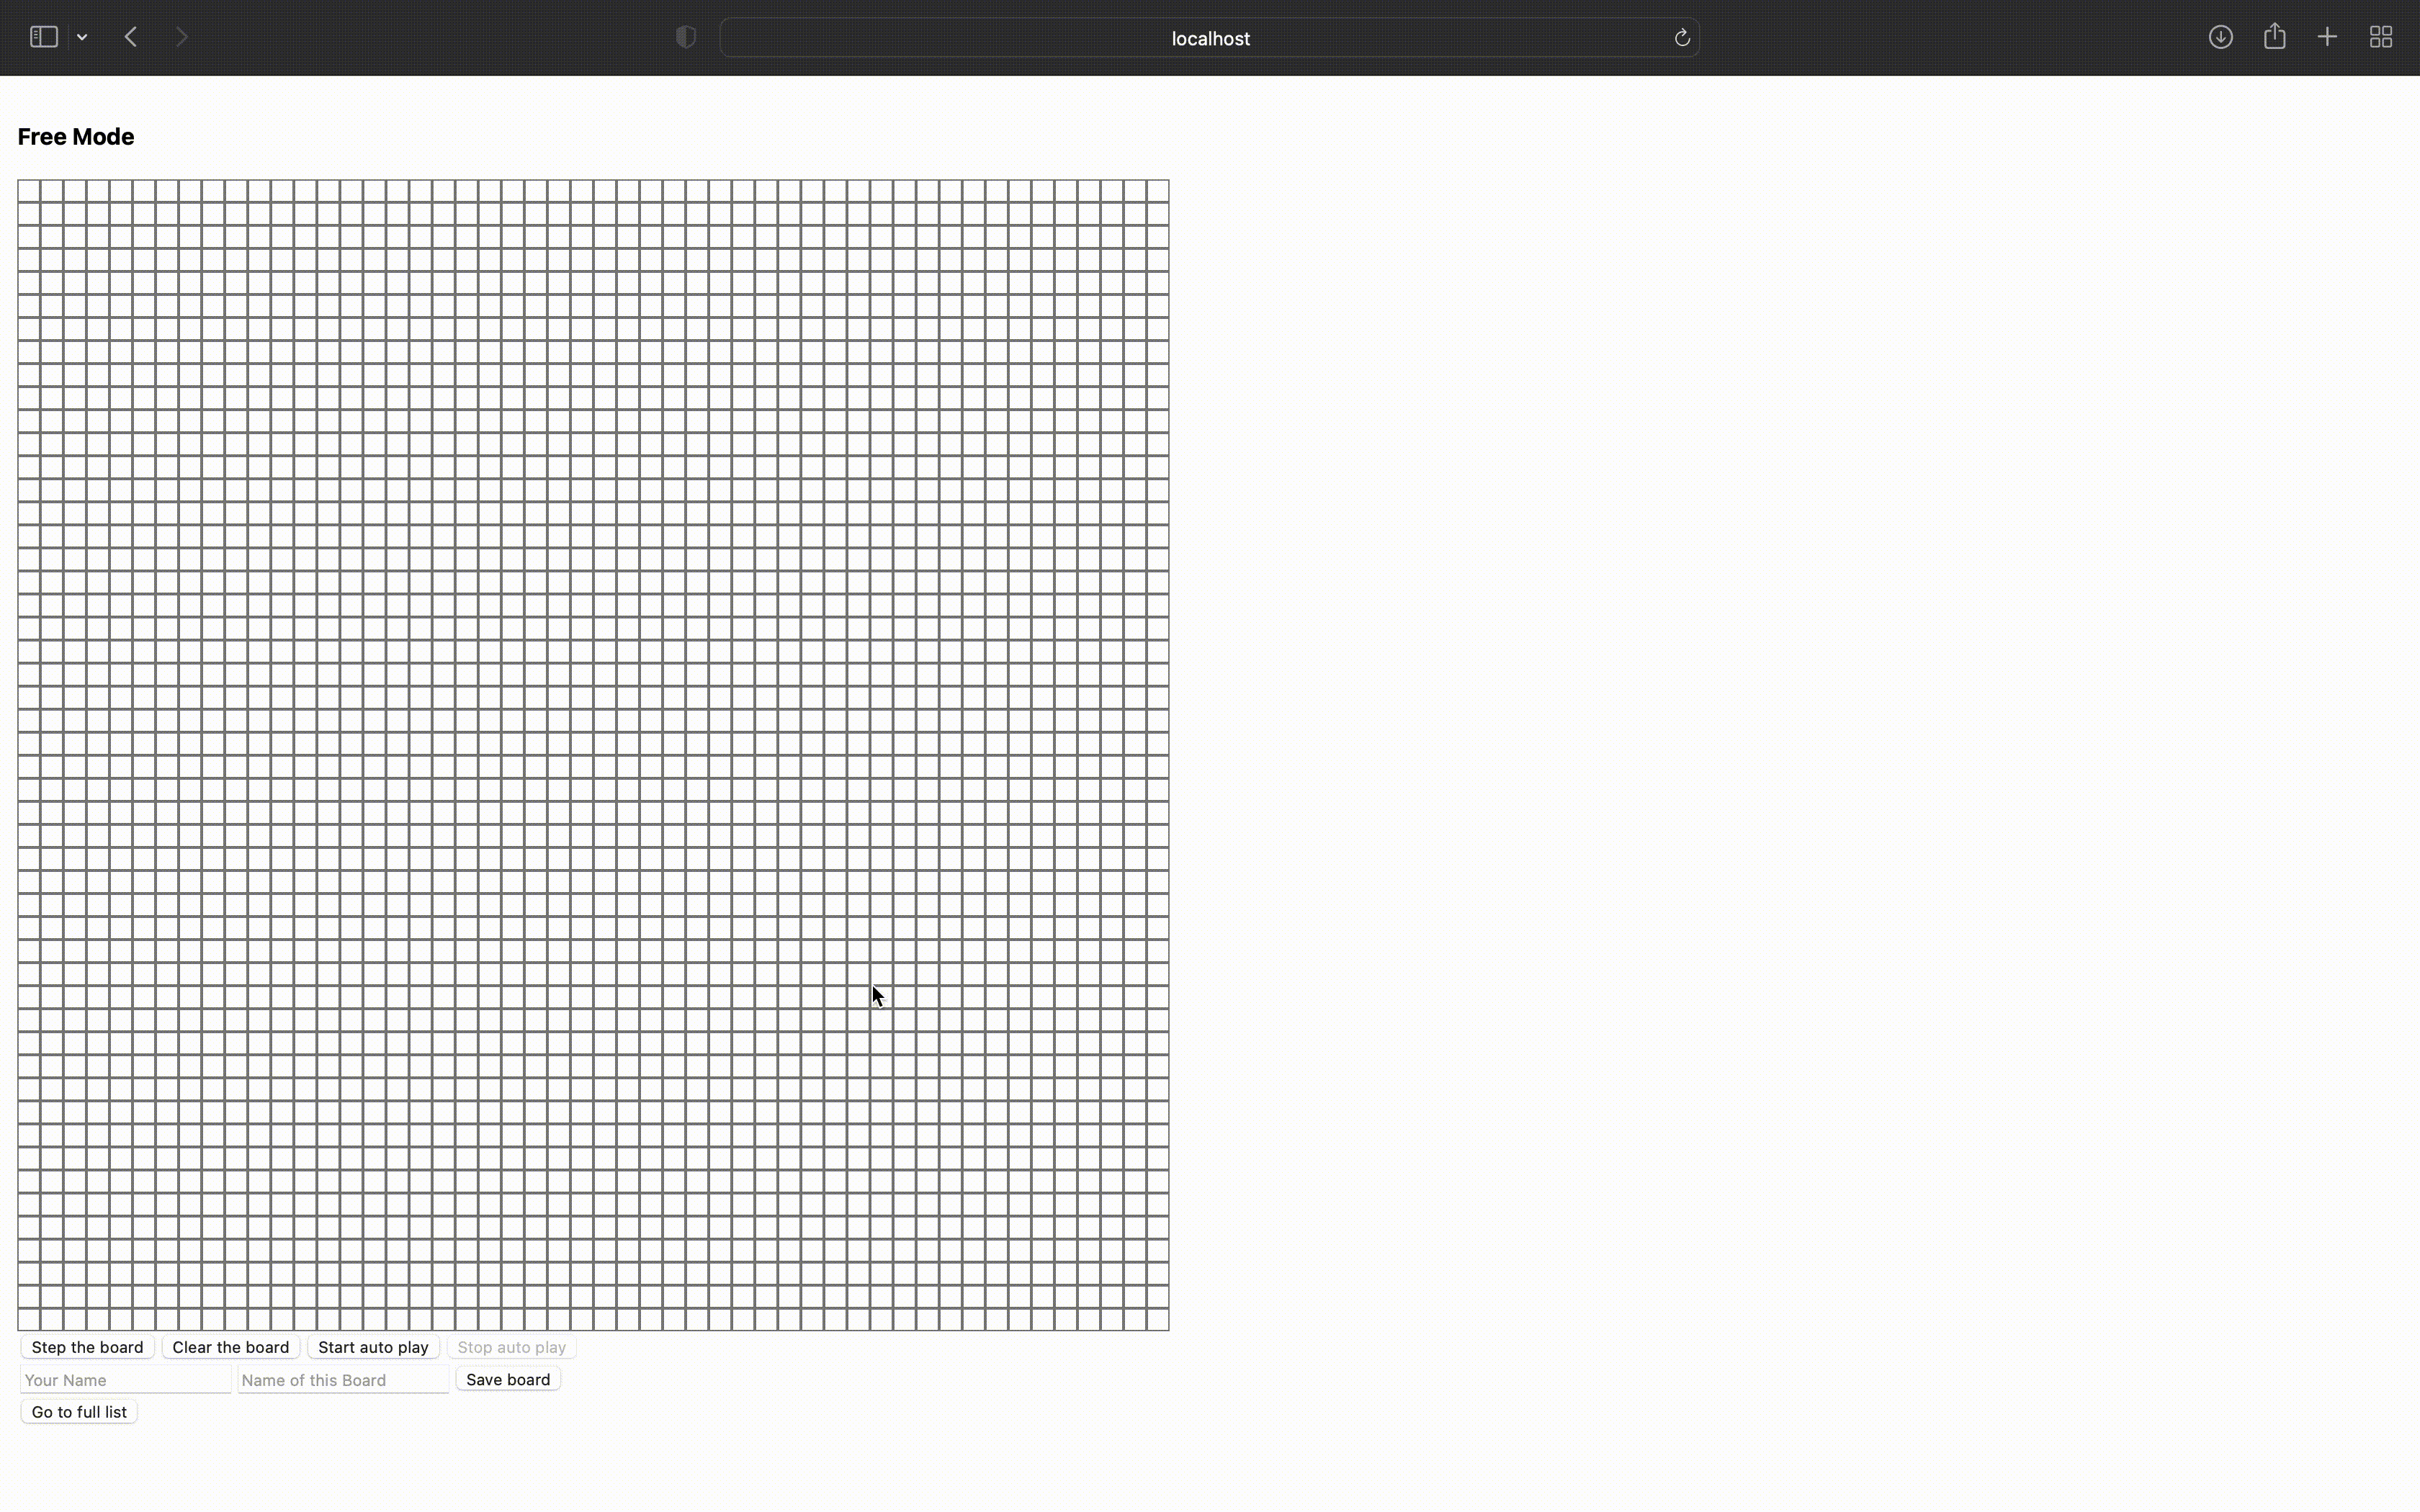 localhost
Free Mode
Step the board Clear the board Start auto play Stop auto play
Your Name Name of this Board Save board
Go to full list